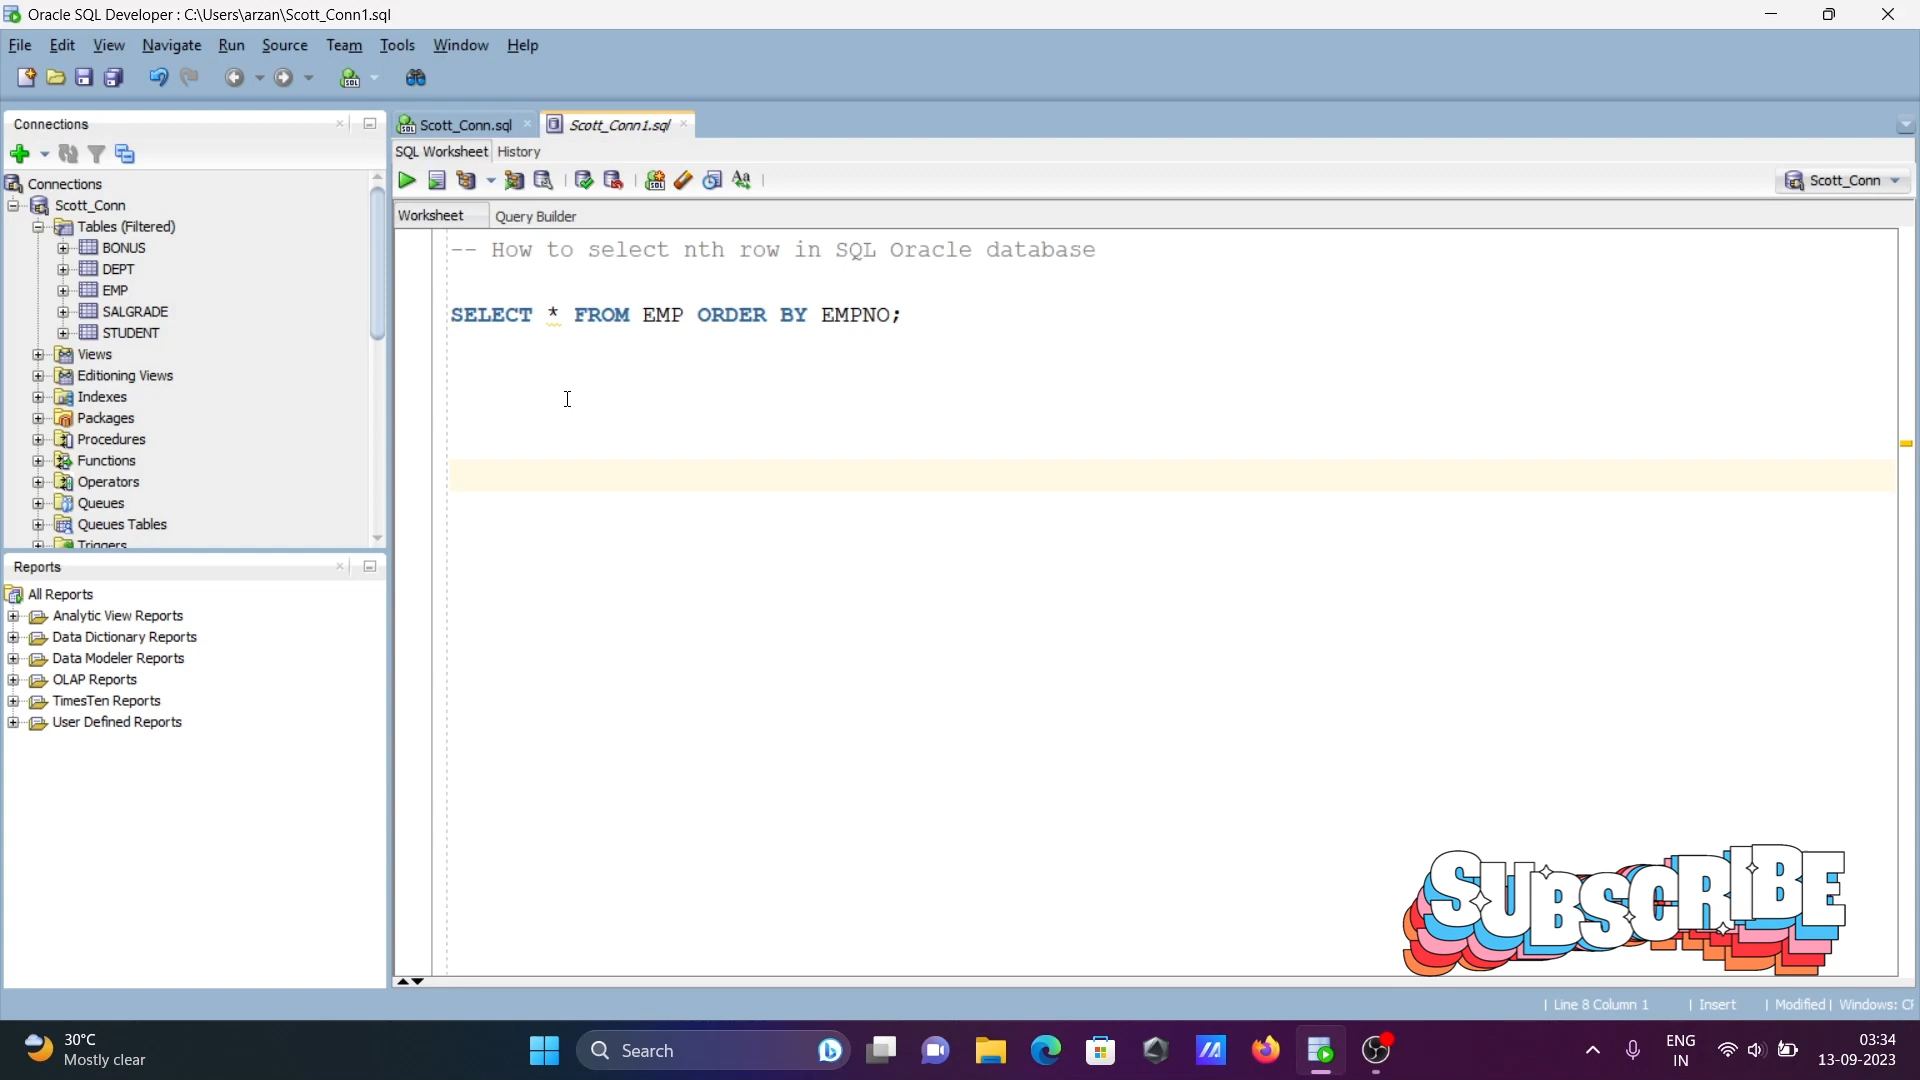 Oracle SQL Developer : C:\Users\arzan\Scott_Conn1.sql
File Edit View Navigate Run Source Team Tools Window Help
Connections
Scott_Conn.sql Scott_Conn1.sql
SQL Worksheet History
Scott_Conn
Worksheet Query Builder
Connections
Scott_Conn
Tables (Filtered)
BONUS
DEPT
EMP
SALGRADE
STUDENT
Views
Editioning Views
Indexes
Packages
Procedures
Functions
Operators
Queues
Queues Tables
Triggers
-- How to select nth row in SQL Oracle database
SELECT * FROM EMP ORDER BY EMPNO;
Reports
All Reports
Analytic View Reports
Data Dictionary Reports
Data Modeler Reports
OLAP Reports
TimesTen Reports
User Defined Reports
SUBSCRIBE
Line 8 Column 1 Insert Modified Windows:
30°C
Mostly clear
Search
ENG
IN
03:34
13-09-2023